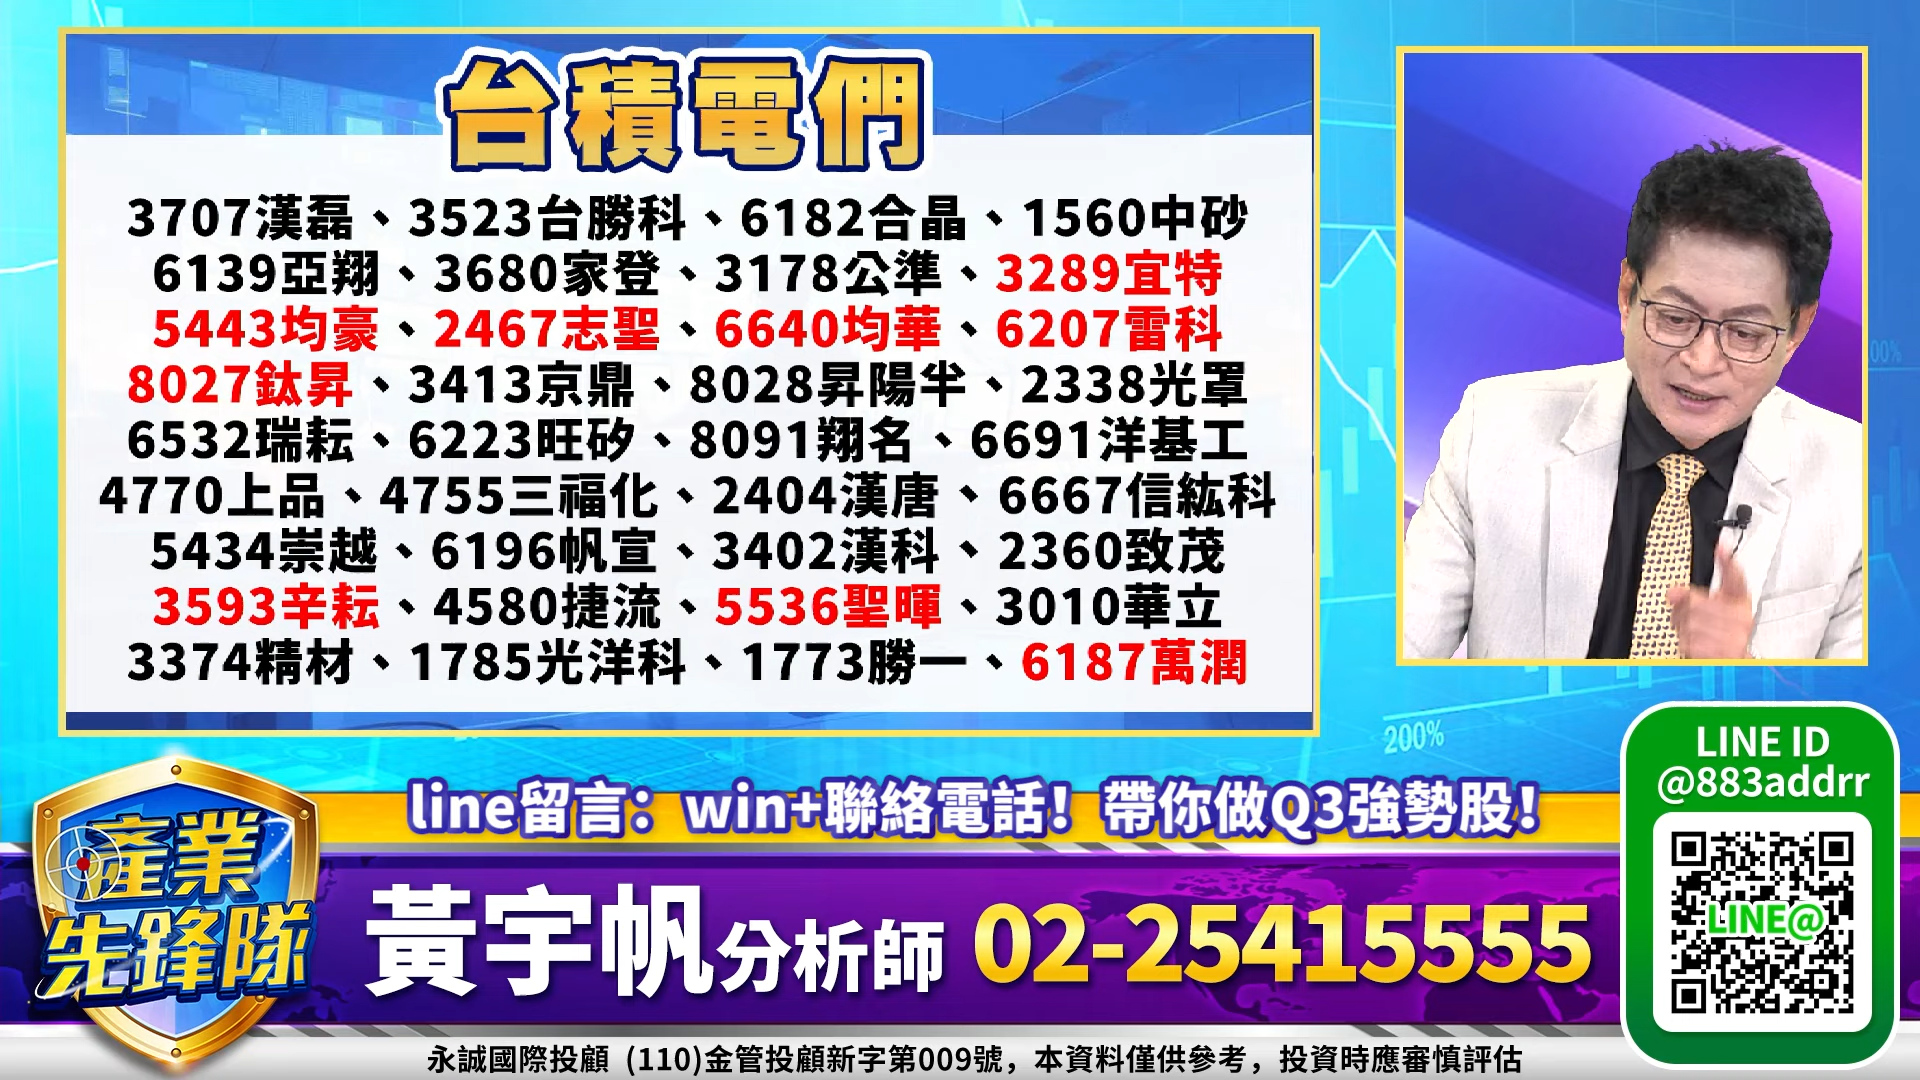 台積電們
3707漢磊、3523台勝科、6182合晶、1560中砂
6139亞翔、3680家登、3178公準、3289宜特
5443均豪、2467志聖、6640均華、6207雷科
8027鈦昇、3413京鼎、8028昇陽半、2338光罩
6532瑞耘、6223旺矽、8091翔名、6691洋基工
4770上品、4755三福化、2404漢唐、6667信紘科
5434崇越、6196帆宣、3402漢科、2360致茂
3593辛耘、4580捷流、5536聖暉、3010華立
3374精材、1785光洋科、1773勝一、6187萬潤
00%
200%
LINE ID
@883addrr
LINE@
line留言：win+聯絡電話！帶你做Q3強勢股！
產業
先鋒隊
黃宇帆分析師 02-25415555
永誠國際投顧 (110)金管投顧新字第009號，本資料僅供參考，投資時應審慎評估